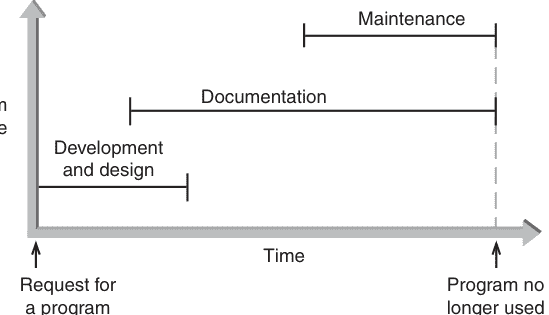 Maintenance
Documentation
Development
and design
Time
Request for
a program
Program no
longer used